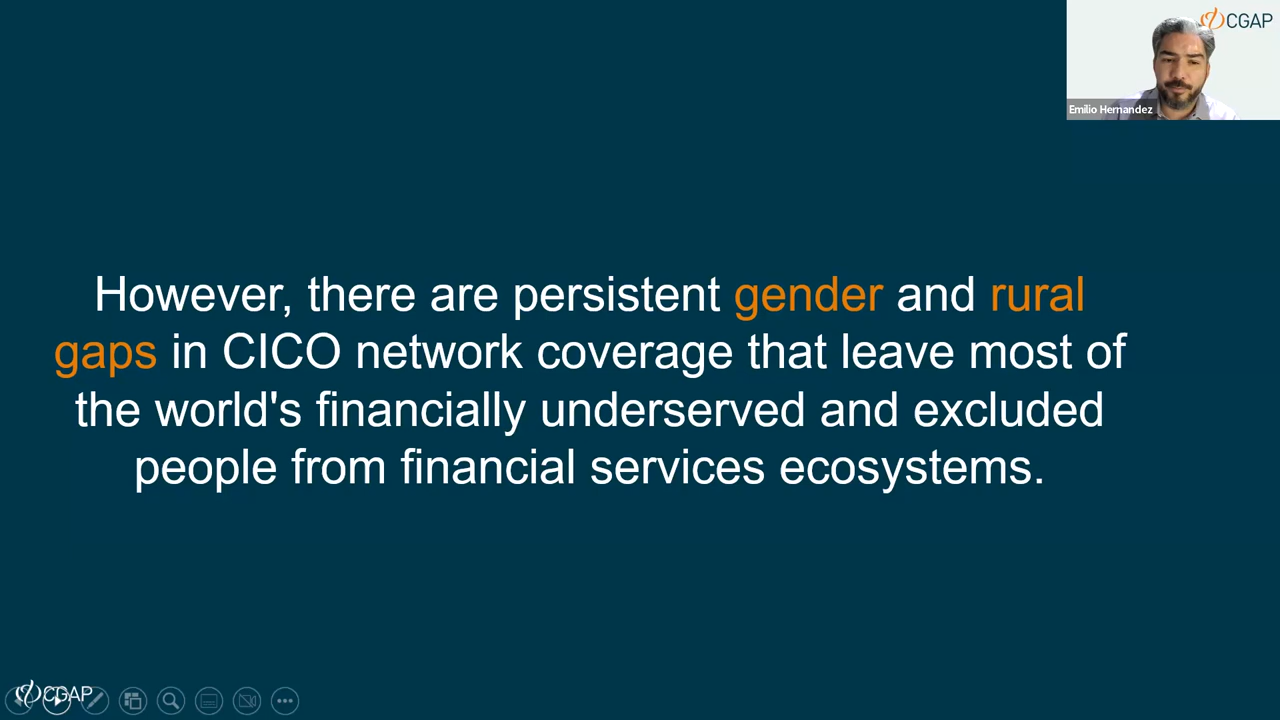 CGAP
Emilio Hernandez
However, there are persistent gender and rural
gaps in CICO network coverage that leave most of
the world's financially underserved and excluded
people from financial services ecosystems.
CGAP